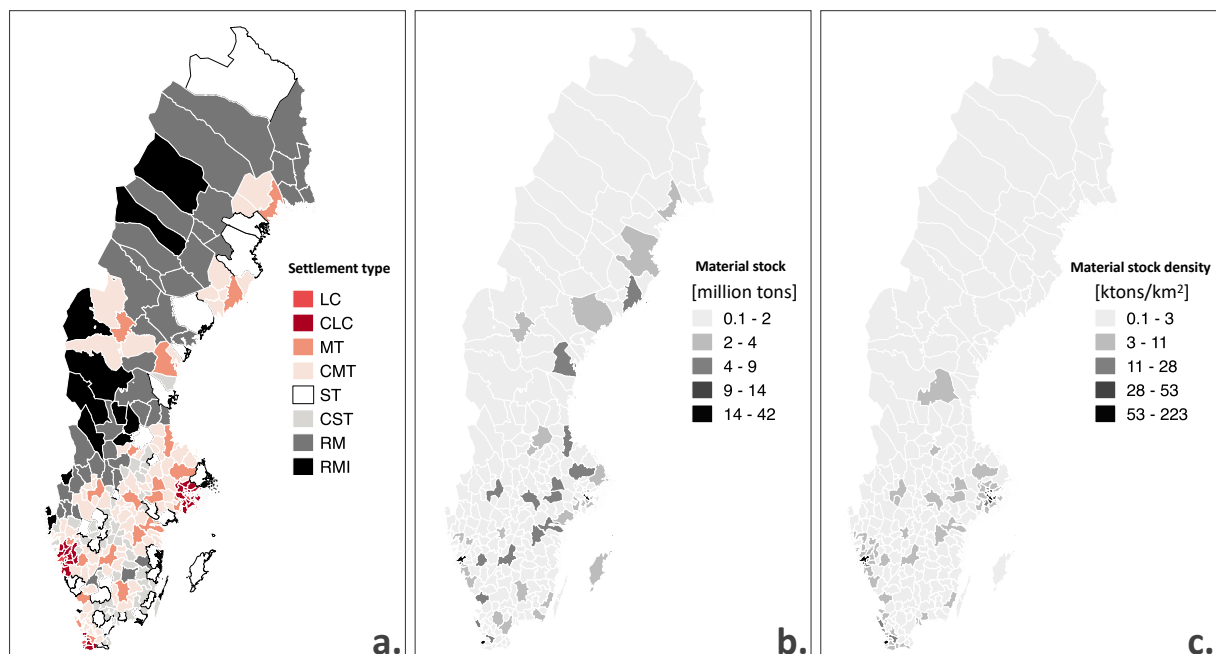 Settlement type
LC
CLC
MT
CMT
ST
CST
RM
RMI
a.
Material stock
[million tons]
0.1 - 2
2 - 4
4 - 9
9 - 14
14 - 42
b.
Material stock density
[ktons/km²]
0.1 - 3
3 - 11
11 - 28
28 - 53
53 - 223
c.